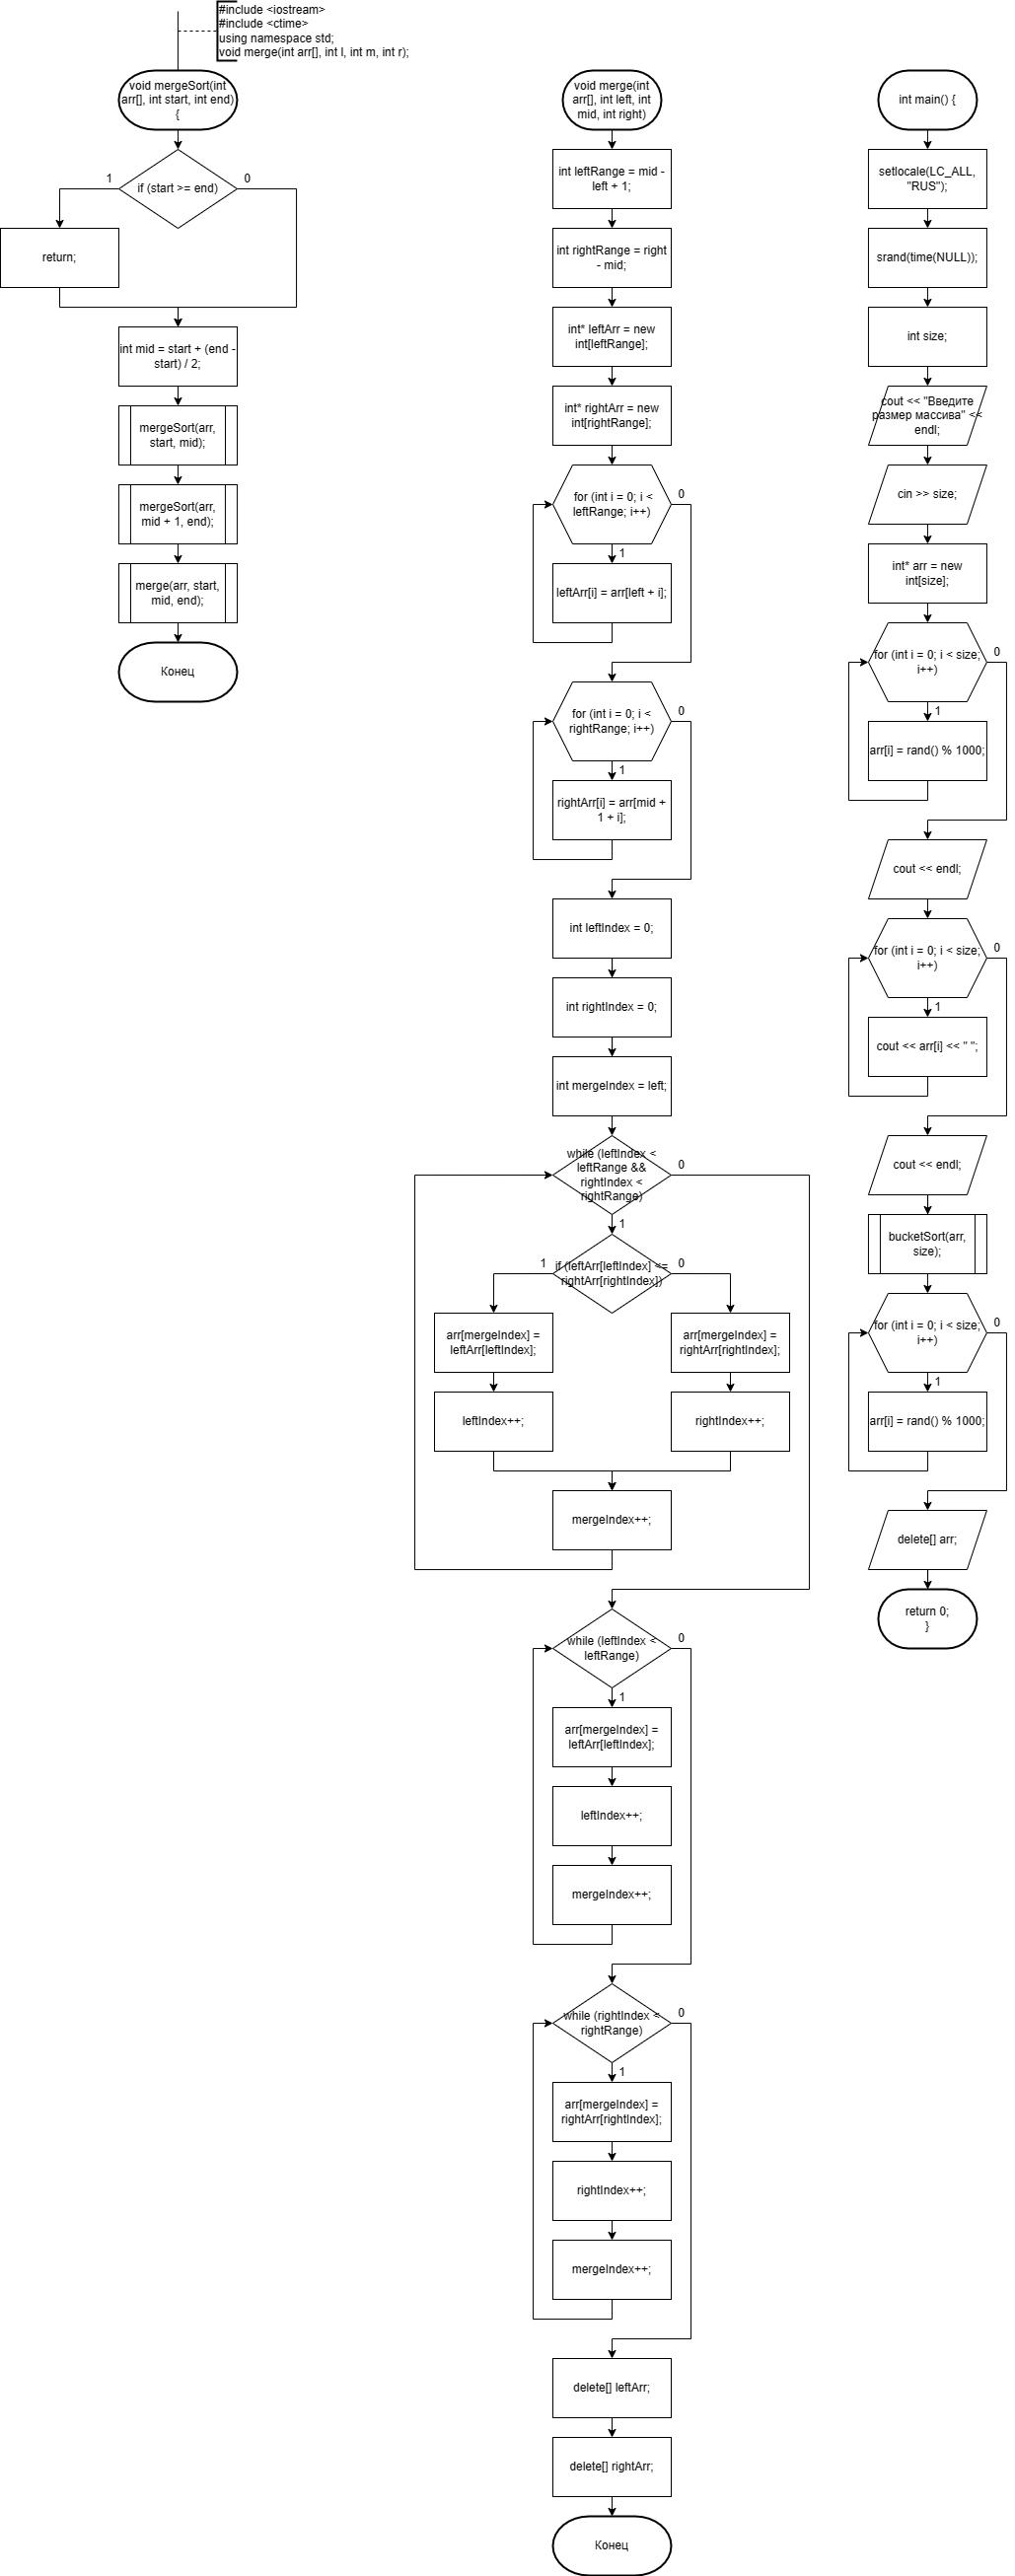 #include <iostream>
#include <ctime>
using namespace std;
void merge(int arr[], int l, int m, int r);
void mergeSort(int
arr[], int start, int end)
{
if (start >= end)
1
0
return;
int mid = start + (end -
start) / 2;
mergeSort(arr,
start, mid);
mergeSort(arr,
mid + 1, end);
merge(arr, start,
mid, end);
Конец
void merge(int
arr[], int left, int
mid, int right)
int leftRange = mid -
left + 1;
int rightRange = right
- mid;
int* leftArr = new
int[leftRange];
int* rightArr = new
int[rightRange];
for (int i = 0; i <
leftRange; i++)
0
1
leftArr[i] = arr[left + i];
for (int i = 0; i <
rightRange; i++)
0
1
rightArr[i] = arr[mid +
1 + i];
int leftIndex = 0;
int rightIndex = 0;
int mergeIndex = left;
while (leftIndex <
leftRange &&
rightIndex <
rightRange)
0
1
if (leftArr[leftIndex] <=
rightArr[rightIndex])
1
0
arr[mergeIndex] =
leftArr[leftIndex];
leftIndex++;
arr[mergeIndex] =
rightArr[rightIndex];
rightIndex++;
mergeIndex++;
while (leftIndex <
leftRange)
0
1
arr[mergeIndex] =
leftArr[leftIndex];
leftIndex++;
mergeIndex++;
while (rightIndex <
rightRange)
0
1
arr[mergeIndex] =
rightArr[rightIndex];
rightIndex++;
mergeIndex++;
delete[] leftArr;
delete[] rightArr;
Конец
int main() {
setlocale(LC_ALL,
"RUS");
srand(time(NULL));
int size;
cout << "Введите
размер массива" <<
endl;
cin >> size;
int* arr = new
int[size];
for (int i = 0; i < size;
i++)
0
1
arr[i] = rand() % 1000;
cout << endl;
for (int i = 0; i < size;
i++)
0
1
cout << arr[i] << " ";
cout << endl;
bucketSort(arr,
size);
for (int i = 0; i < size;
i++)
0
1
arr[i] = rand() % 1000;
delete[] arr;
return 0;
}